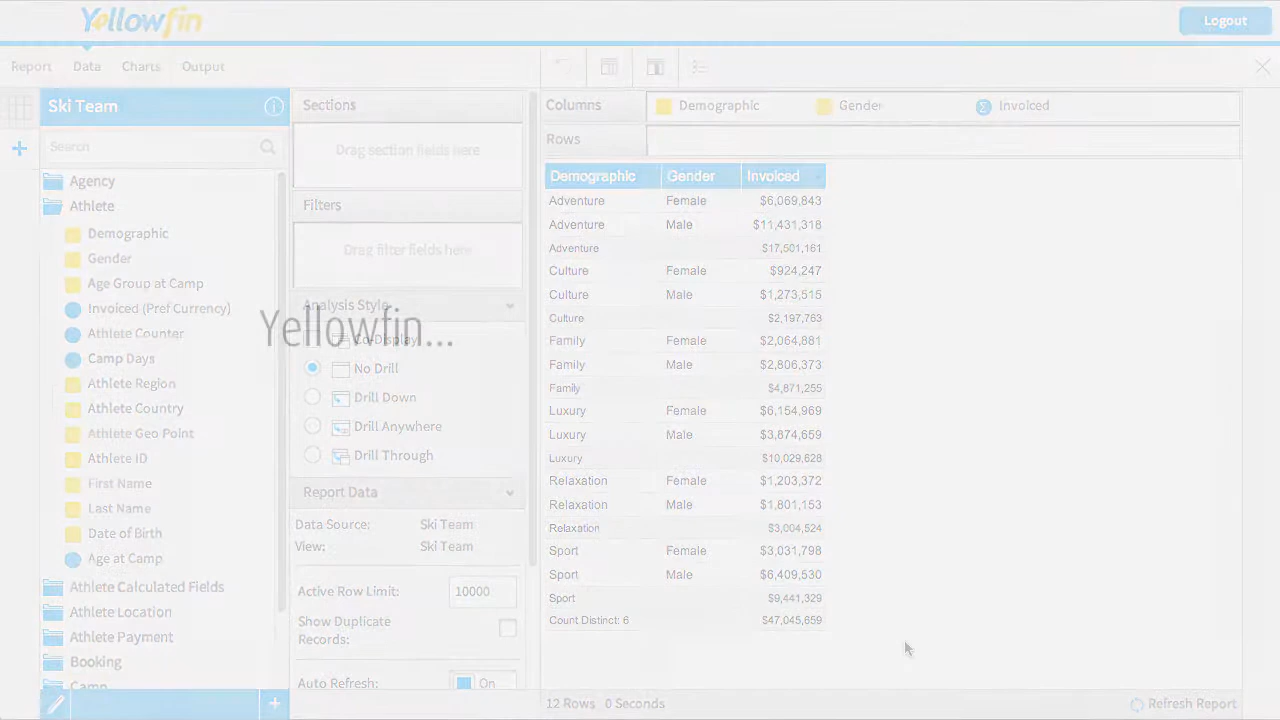 Yellowfin
Logout
Report Data Charts Output
Ski Team
Search
Agency
Athlete
Demographic
Gender
Age Group at Camp
Invoiced (Pref Currency)
Athlete Counter
Camp Days
Athlete Region
Athlete Country
Athlete Geo Point
Athlete ID
First Name
Last Name
Date of Birth
Age at Camp
Athlete Calculated Fields
Athlete Location
Athlete Payment
Booking
Camp
Sections
Drag section fields here
Filters
Drag filter fields here
Analysis Style
Yellowfin...
Co-Display
No Drill
Drill Down
Drill Anywhere
Drill Through
Report Data
Data Source: Ski Team
View: Ski Team
Active Row Limit: 10000
Show Duplicate
Records:
Auto Refresh: On
Columns Demographic Gender Invoiced
Rows
Demographic Gender Invoiced
Adventure Female $6,069,843
Adventure Male $11,431,318
Adventure $17,501,161
Culture Female $924,247
Culture Male $1,273,515
Culture $2,197,763
Family Female $2,064,881
Family Male $2,806,373
Family $4,871,255
Luxury Female $6,154,969
Luxury Male $3,874,659
Luxury $10,029,628
Relaxation Female $1,203,372
Relaxation Male $1,801,153
Relaxation $3,004,524
Sport Female $3,031,798
Sport Male $6,409,530
Sport $9,441,329
Count Distinct: 6 $47,045,659
12 Rows 0 Seconds
Refresh Report